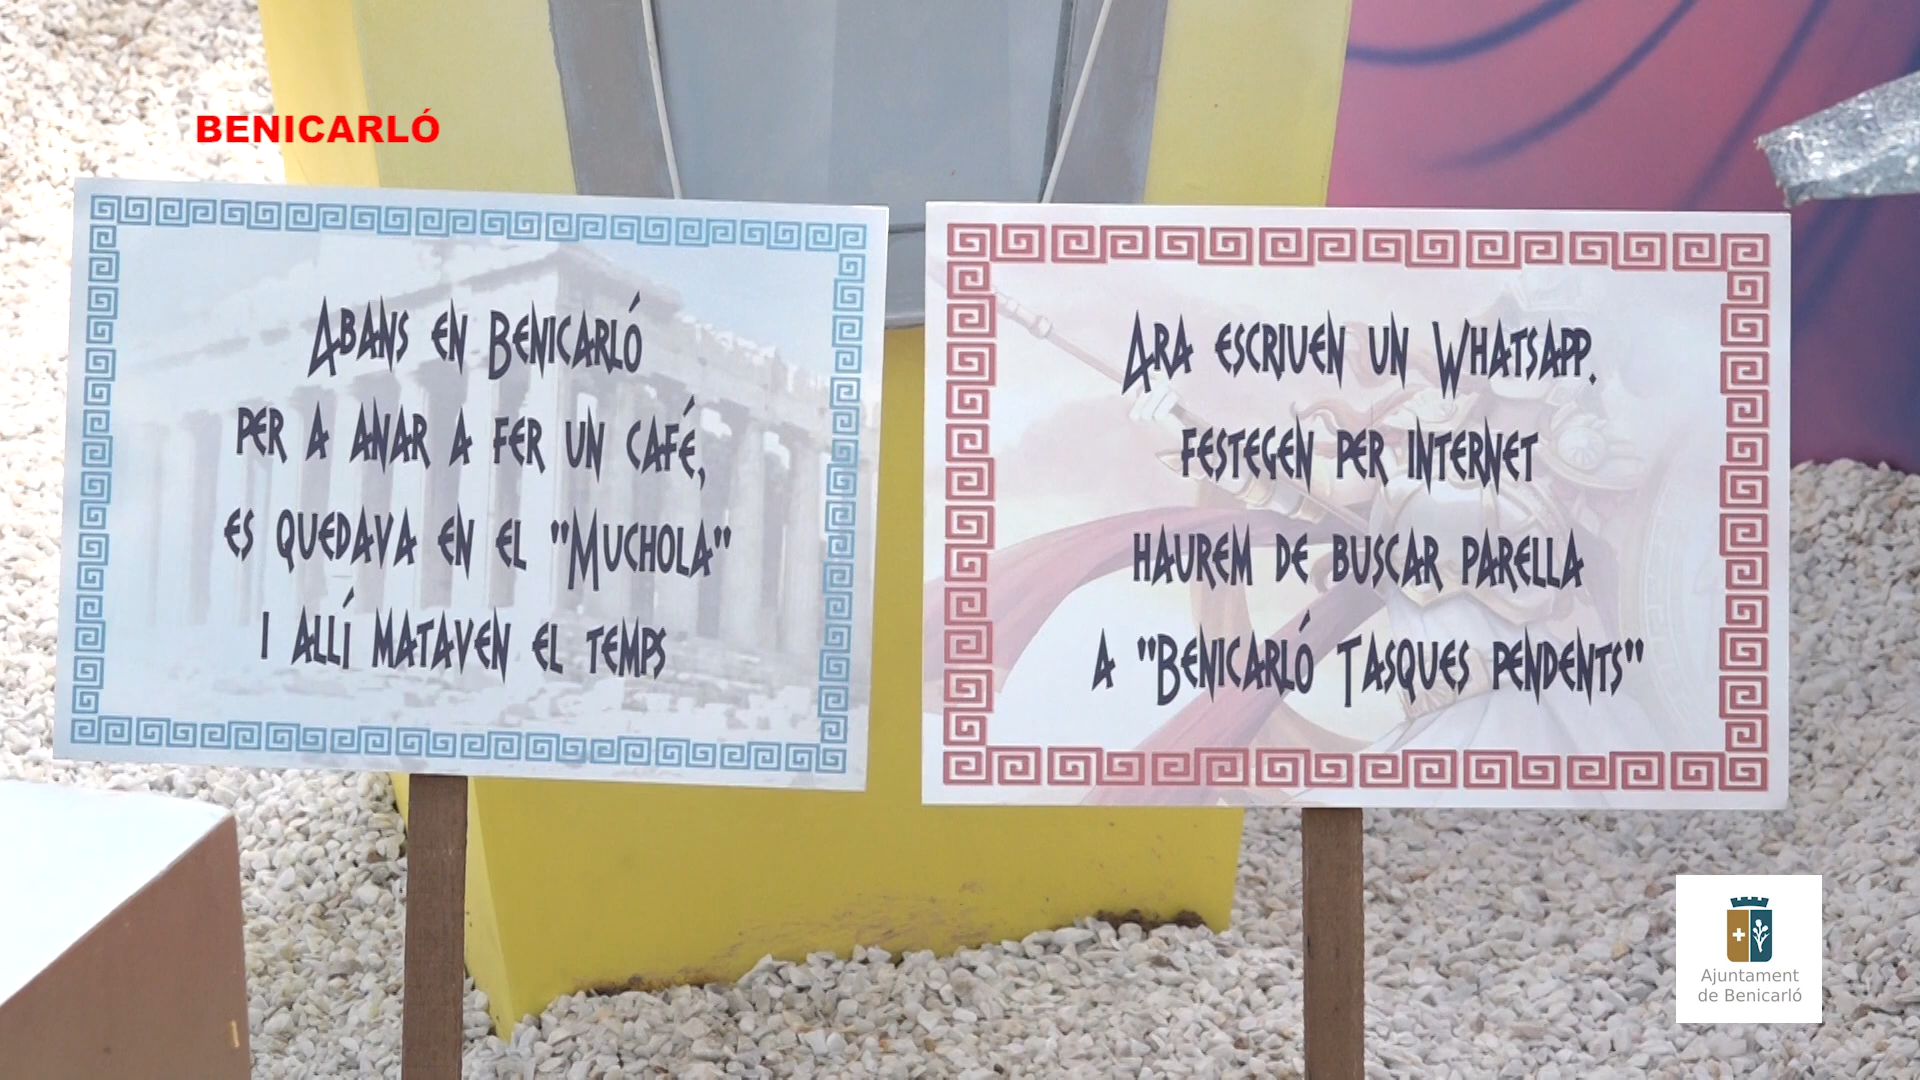 BENICARLÓ
Abans en Benicarló
per a anar a fer un café,
es quedava en el "Muchola"
i allí mataven el temps
Ara escriuen un Whatsapp.
festegen per internet
haurem de buscar parella
a "Benicarló Tasques pendents"
Ajuntament
de Benicarló